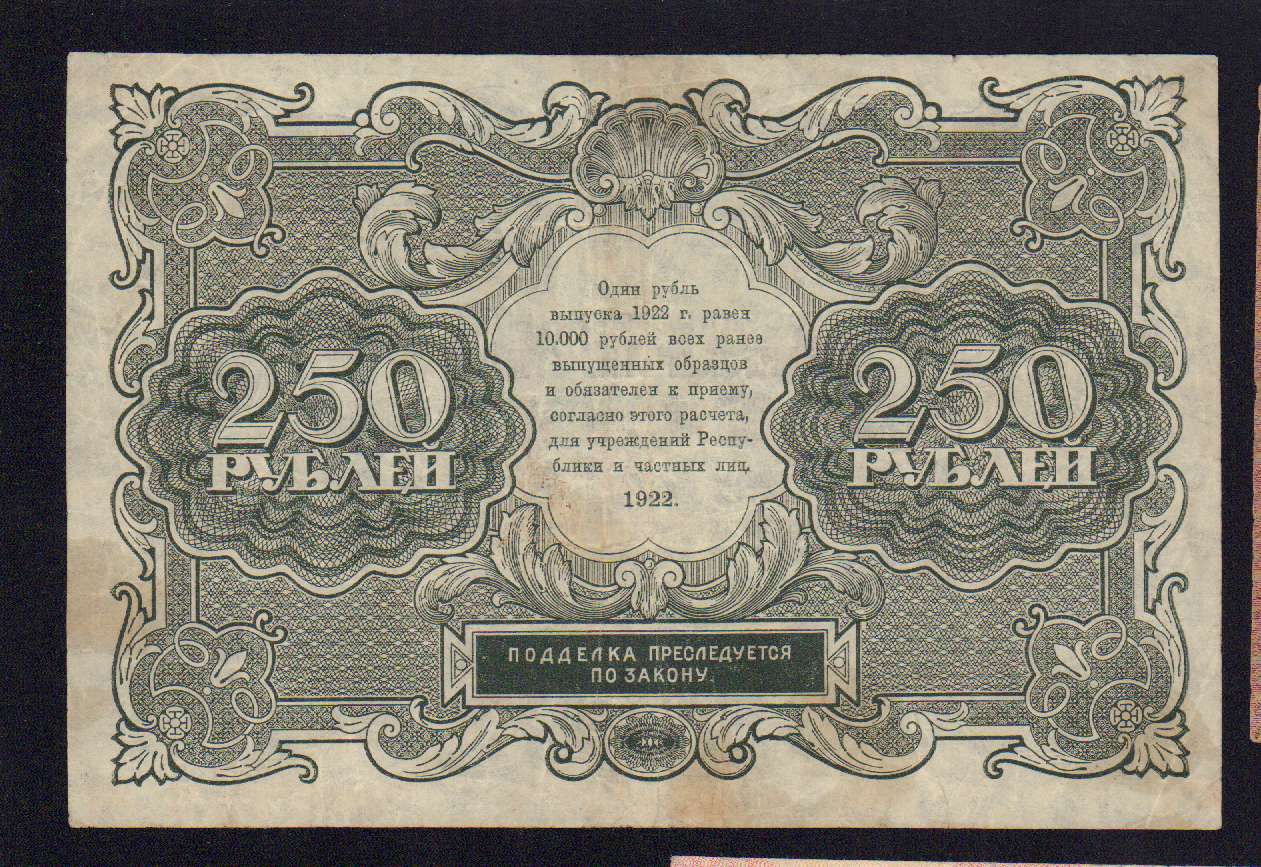 Один рубль
выпуска 1922 г. равен
10.000 рублей всех ранее
выпущенных образцов
и обязателен к приему,
согласно этого расчета,
для учреждений Респу-
блики и частных лиц.
1922.
250
РУБЛЕЙ
250
РУБЛЕЙ
ПОДДЕЛКА ПРЕСЛЕДУЕТСЯ
ПО ЗАКОНУ.